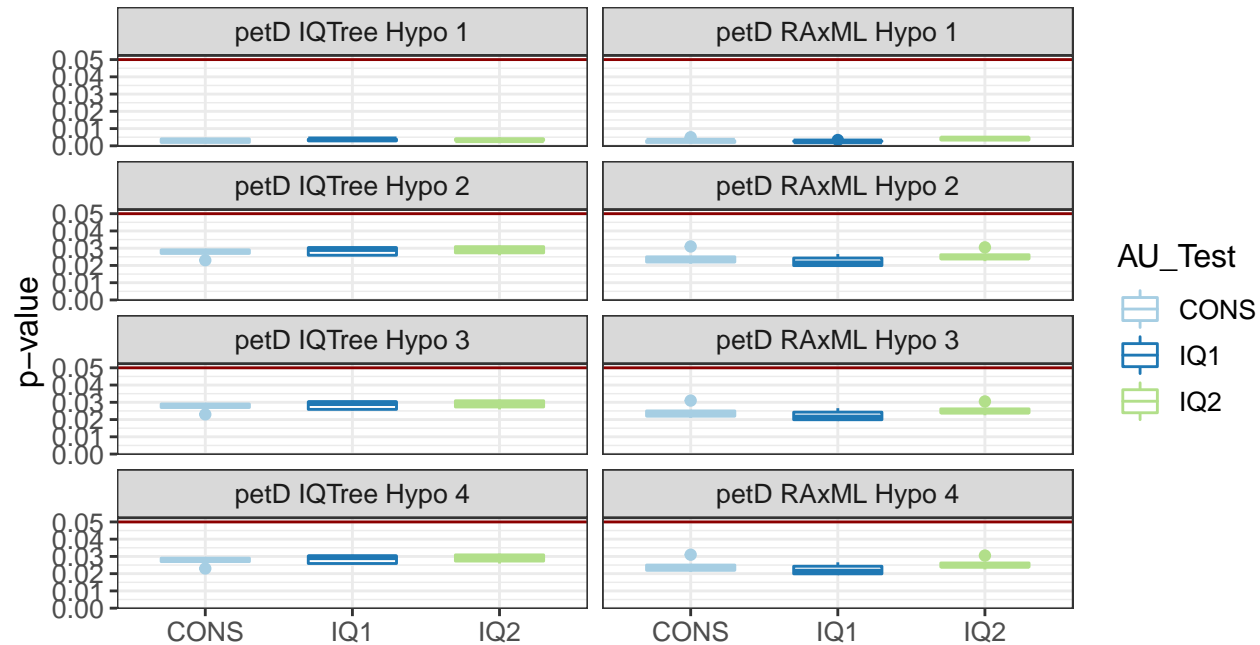 petD IQTree Hypo 1
petD RAxML Hypo 1
0.05
0.04
0.03
0.02
0.01
0.00
petD IQTree Hypo 2
petD RAxML Hypo 2
0.05
0.04
0.03
0.02
0.01
0.00
petD IQTree Hypo 3
petD RAxML Hypo 3
0.05
0.04
0.03
0.02
0.01
0.00
petD IQTree Hypo 4
petD RAxML Hypo 4
0.05
0.04
0.03
0.02
0.01
0.00
CONS IQ1 IQ2
CONS IQ1 IQ2
p−value
AU_Test
CONS
IQ1
IQ2